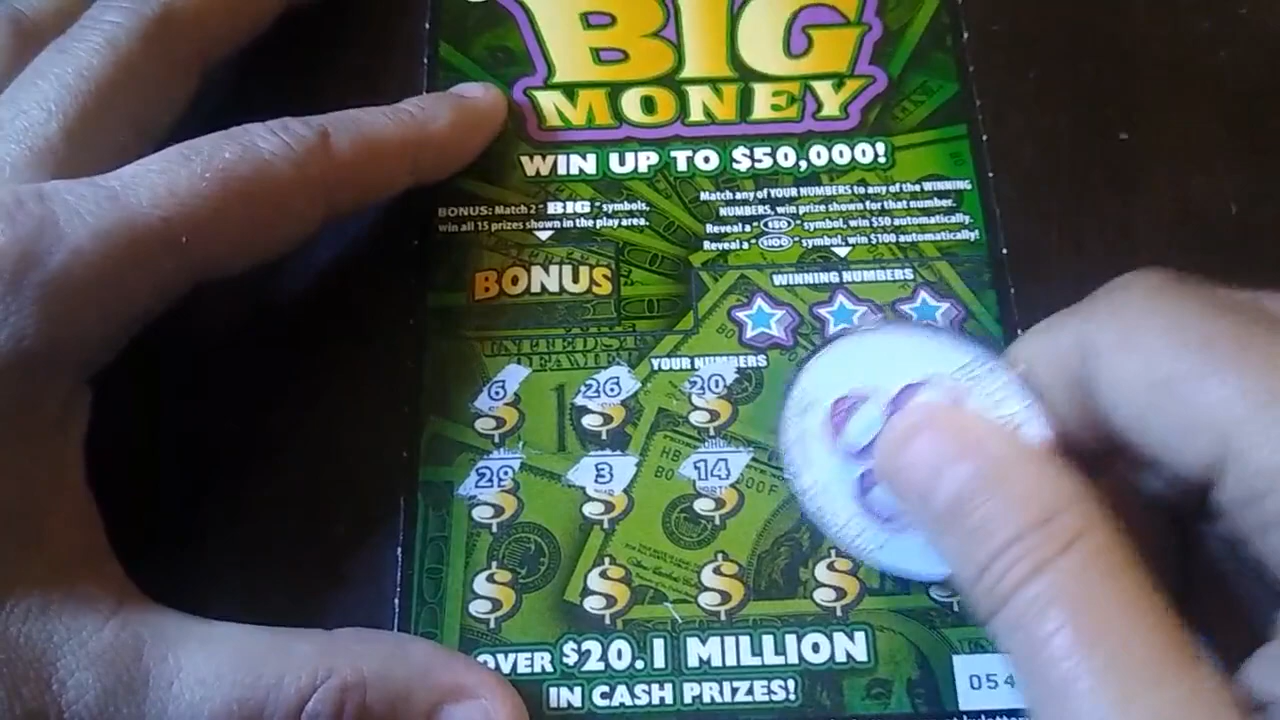 BIG
MONEY
WIN UP TO $50,000!
BONUS: Match 2 "BIG" symbols,
win all 15 prizes shown in the play area.
Match any of YOUR NUMBERS to any of the WINNING
NUMBERS, win prize shown for that number.
Reveal a "$50" symbol, win $50 automatically.
Reveal a "$100" symbol, win $100 automatically!
BONUS
WINNING NUMBERS
YOUR NUMBERS
6 26 20
$ $ $
29 3 14
$ $ $
$ $ $ $ $
OVER $20.1 MILLION
IN CASH PRIZES!
054